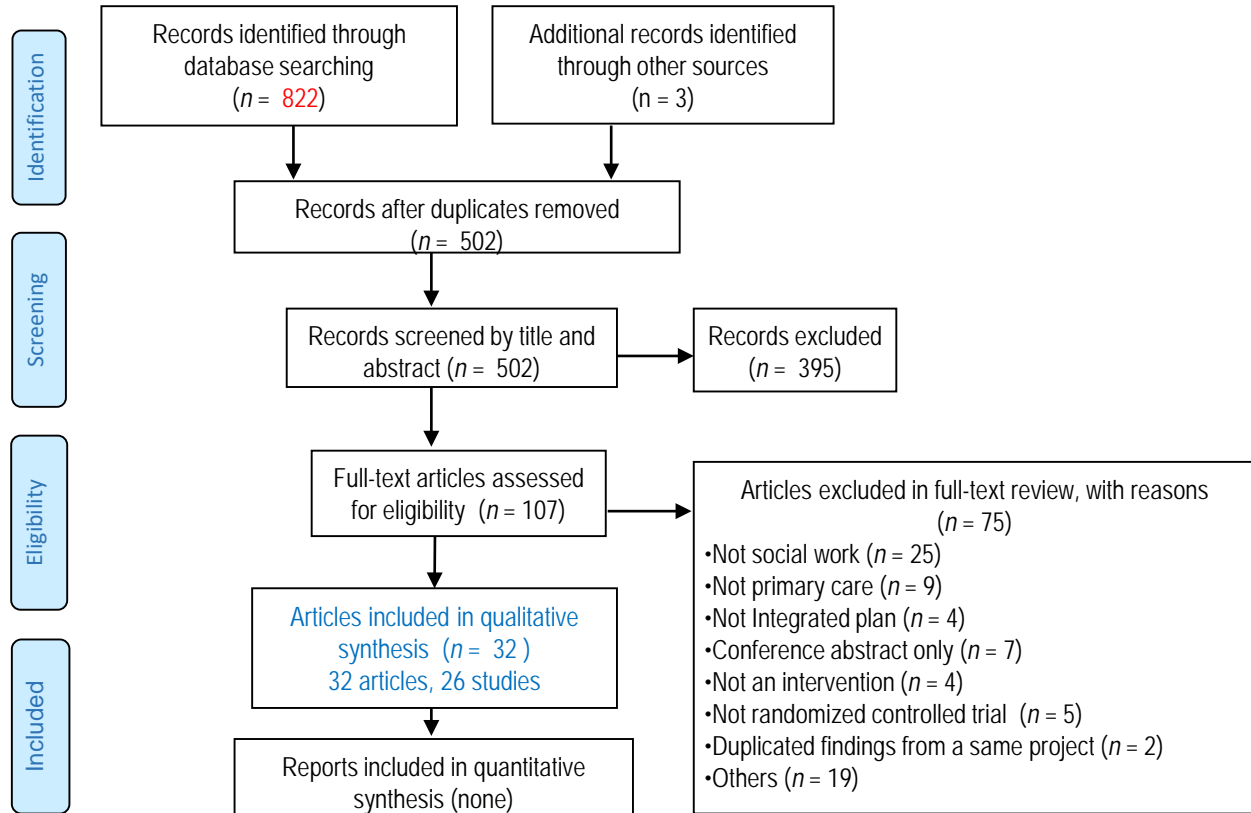 Identification
Records identified through
database searching
(n = 822)
Additional records identified
through other sources
(n = 3)
Records after duplicates removed
(n = 502)
Screening
Records screened by title and
abstract (n = 502)
Records excluded
(n = 395)
Eligibility
Full-text articles assessed
for eligibility (n = 107)
Articles excluded in full-text review, with reasons
(n = 75)
•Not social work (n = 25)
•Not primary care (n = 9)
•Not Integrated plan (n = 4)
•Conference abstract only (n = 7)
•Not an intervention (n = 4)
•Not randomized controlled trial (n = 5)
•Duplicated findings from a same project (n = 2)
•Others (n = 19)
Included
Articles included in qualitative
synthesis (n = 32 )
32 articles, 26 studies
Reports included in quantitative
synthesis (none)